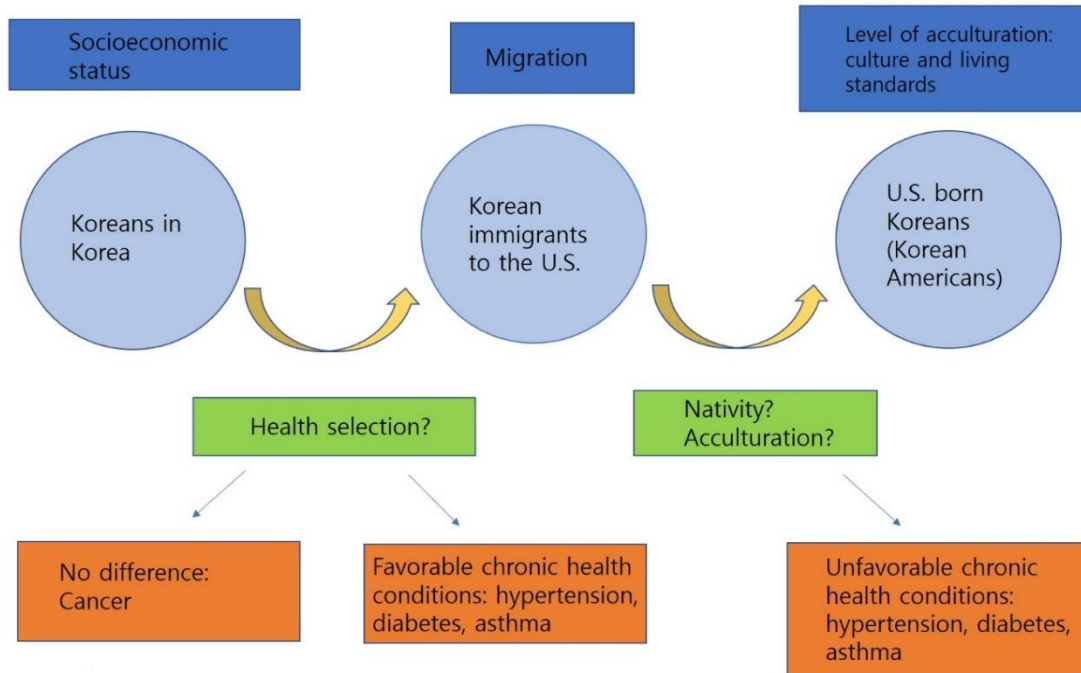 Socioeconomic
status
Migration
Level of acculturation:
culture and living
standards
Koreans in
Korea
Korean
immigrants
to the U.S.
U.S. born
Koreans
(Korean
Americans)
Health selection?
Nativity?
Acculturation?
No difference:
Cancer
Favorable chronic health
conditions: hypertension,
diabetes, asthma
Unfavorable chronic
health conditions:
hypertension, diabetes,
asthma